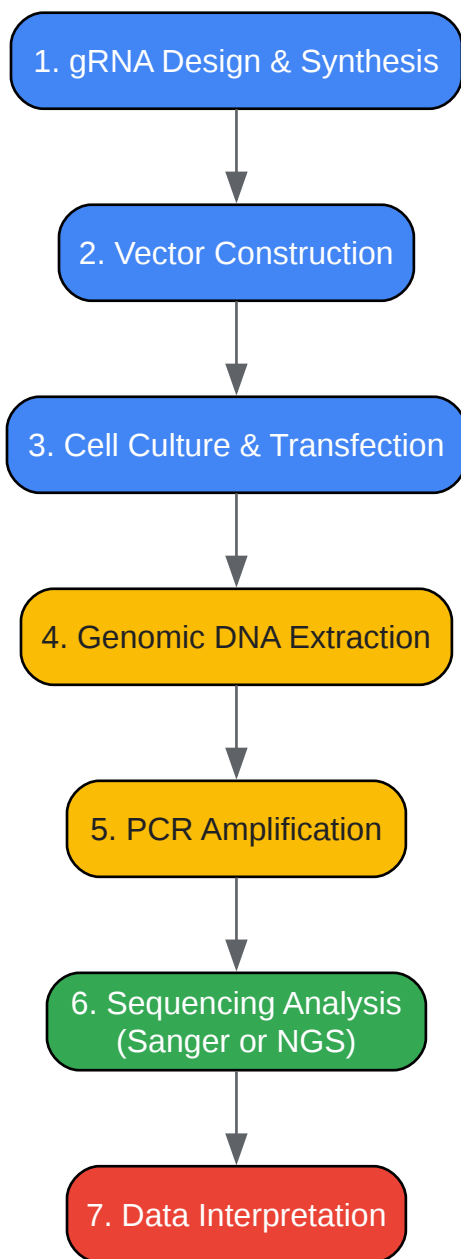 1. gRNA Design & Synthesis
2. Vector Construction
3. Cell Culture & Transfection
4. Genomic DNA Extraction
5. PCR Amplification
6. Sequencing Analysis
(Sanger or NGS)
7. Data Interpretation